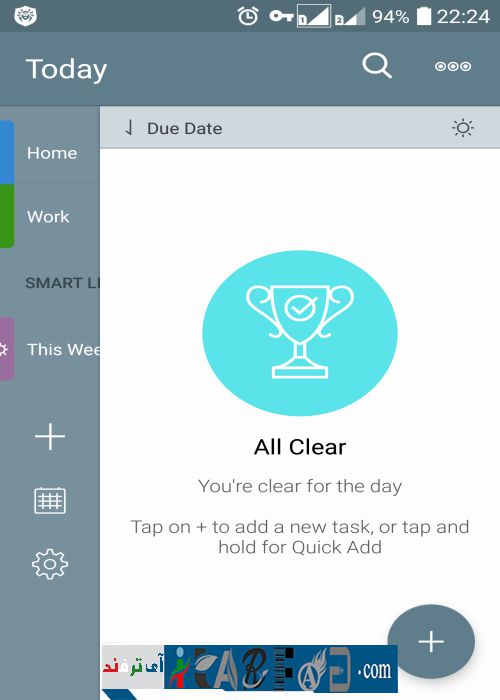 94% 22:24
Today
Due Date
Home
Work
SMART LI
This Wee
All Clear
You're clear for the day
Tap on + to add a new task, or tap and
hold for Quick Add
آی ترفند
.com